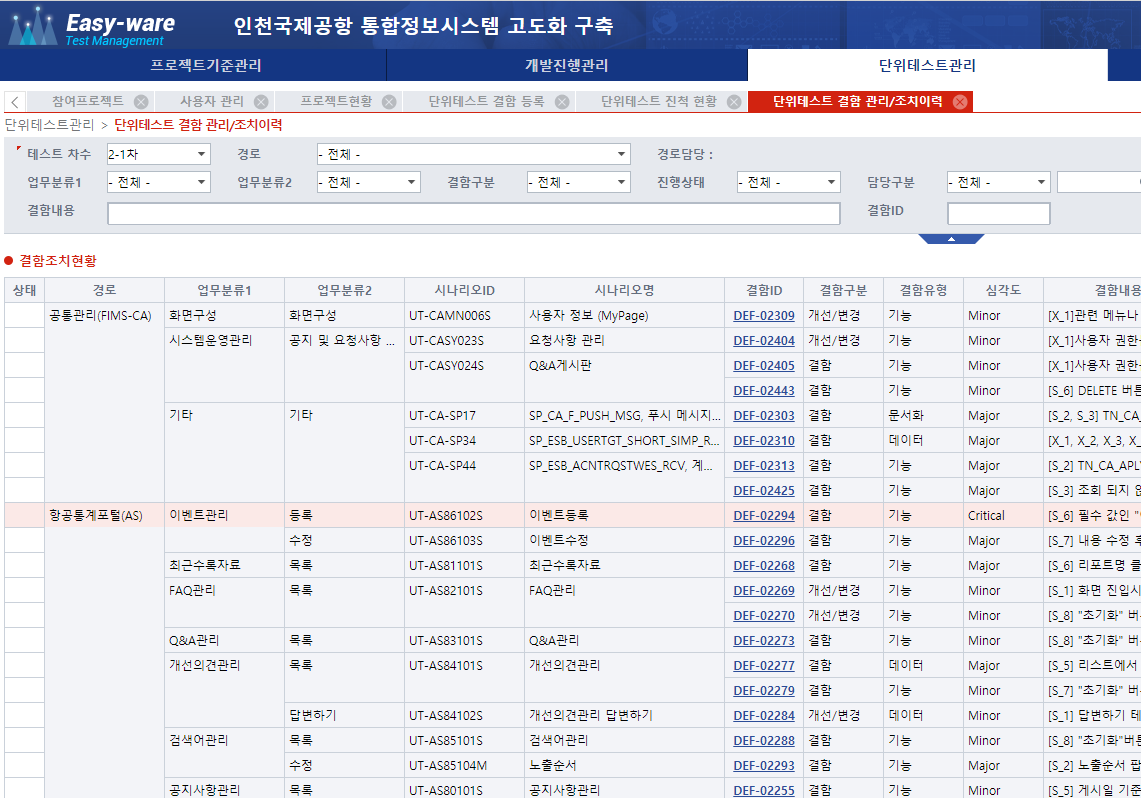 Easy-ware
Test Management
인천국제공항 통합정보시스템 고도화 구축
프로젝트기준관리 개발진행관리 단위테스트관리
참여프로젝트 사용자 관리 프로젝트현황 단위테스트 결함 등록 단위테스트 진척 현황 단위테스트 결함 관리/조치이력
단위테스트관리 > 단위테스트 결함 관리/조치이력
테스트 차수 2-1차 경로 - 전체 - 경로담당 :
업무분류1 - 전체 - 업무분류2 - 전체 - 결함구분 - 전체 - 진행상태 - 전체 - 담당구분 - 전체 -
결함내용 결함ID
결함조치현황
상태 경로 업무분류1 업무분류2 시나리오ID 시나리오명 결함ID 결함구분 결함유형 심각도 결함내용
공통관리(FIMS-CA) 화면구성 화면구성 UT-CAMN006S 사용자 정보 (MyPage) DEF-02309 개선/변경 기능 Minor [X_1]관련 메뉴나
시스템운영관리 공지 및 요청사항 ... UT-CASY023S 요청사항 관리 DEF-02404 개선/변경 기능 Minor [X_1]사용자 권한
UT-CASY024S Q&A게시판 DEF-02405 결함 기능 Minor [X_1]사용자 권한
DEF-02443 결함 기능 Minor [S_6] DELETE 버튼
기타 기타 UT-CA-SP17 SP_CA_F_PUSH_MSG, 푸시 메시지... DEF-02303 결함 문서화 Major [S_2, S_3] TN_CA_
UT-CA-SP34 SP_ESB_USERTGT_SHORT_SIMP_R... DEF-02310 결함 데이터 Major [X_1, X_2, X_3, X_
UT-CA-SP44 SP_ESB_ACNTRQSTWES_RCV, 계... DEF-02313 결함 기능 Major [S_2] TN_CA_APLY
DEF-02425 결함 기능 Major [S_3] 조회 되지 않
항공통계포털(AS) 이벤트관리 등록 UT-AS86102S 이벤트등록 DEF-02294 결함 기능 Critical [S_6] 필수 값인 "
수정 UT-AS86103S 이벤트수정 DEF-02296 결함 기능 Major [S_7] 내용 수정 후
최근수록자료 목록 UT-AS81101S 최근수록자료 DEF-02268 결함 기능 Major [S_6] 리포트명 클
FAQ관리 목록 UT-AS82101S FAQ관리 DEF-02269 개선/변경 기능 Minor [S_1] 화면 진입시
DEF-02270 개선/변경 기능 Minor [S_8] "초기화" 버
Q&A관리 목록 UT-AS83101S Q&A관리 DEF-02273 결함 기능 Minor [S_8] "초기화" 버
개선의견관리 목록 UT-AS84101S 개선의견관리 DEF-02277 결함 데이터 Major [S_5] 리스트에서
DEF-02279 결함 기능 Minor [S_7] "초기화" 버
답변하기 UT-AS84102S 개선의견관리 답변하기 DEF-02284 개선/변경 데이터 Minor [S_1] 답변하기 테
검색어관리 목록 UT-AS85101S 검색어관리 DEF-02288 결함 기능 Minor [S_8] "초기화"버튼
수정 UT-AS85104M 노출순서 DEF-02293 결함 기능 Major [S_2] 노출순서 팝
공지사항관리 목록 UT-AS80101S 공지사항관리 DEF-02255 결함 기능 Minor [S_5] 게시일 기준